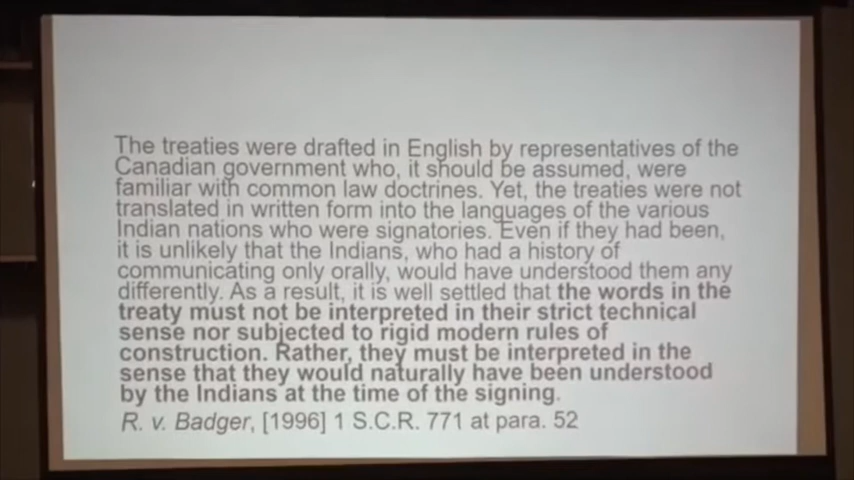 The treaties were drafted in English by representatives of the
Canadian government who, it should be assumed, were
familiar with common law doctrines. Yet, the treaties were not
translated in written form into the languages of the various
Indian nations who were signatories. Even if they had been,
it is unlikely that the Indians, who had a history of
communicating only orally, would have understood them any
differently. As a result, it is well settled that the words in the
treaty must not be interpreted in their strict technical
sense nor subjected to rigid modern rules of
construction. Rather, they must be interpreted in the
sense that they would naturally have been understood
by the Indians at the time of the signing.
R. v. Badger, [1996] 1 S.C.R. 771 at para. 52